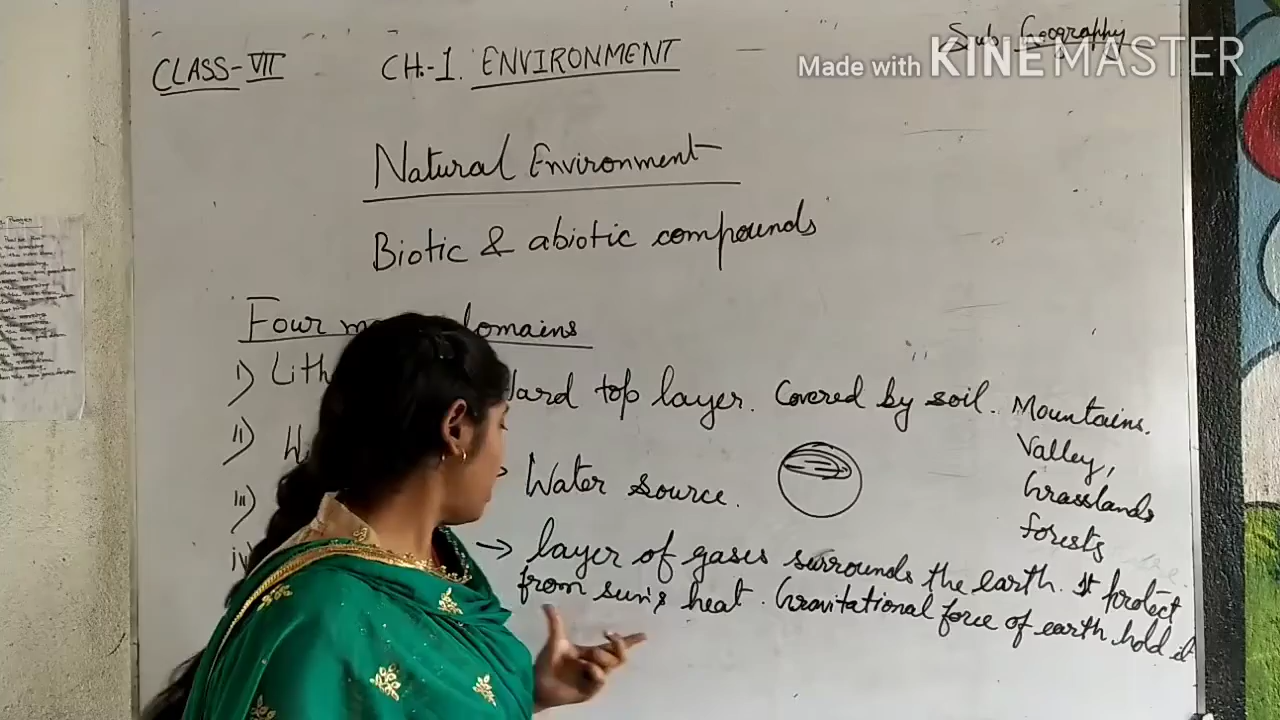 CLASS-VII CH.-1. ENVIRONMENT Sub- Geography
Made with KINEMASTER
Natural Environment
Biotic & abiotic compounds
Four domains
i) Hard top layer. Covered by soil. Mountains.
Valley,
Grasslands
forests
ii)
iii) → Water source.
iv) → layer of gases surrounds the earth. It protect
from sun's heat. Gravitational force of earth hold it